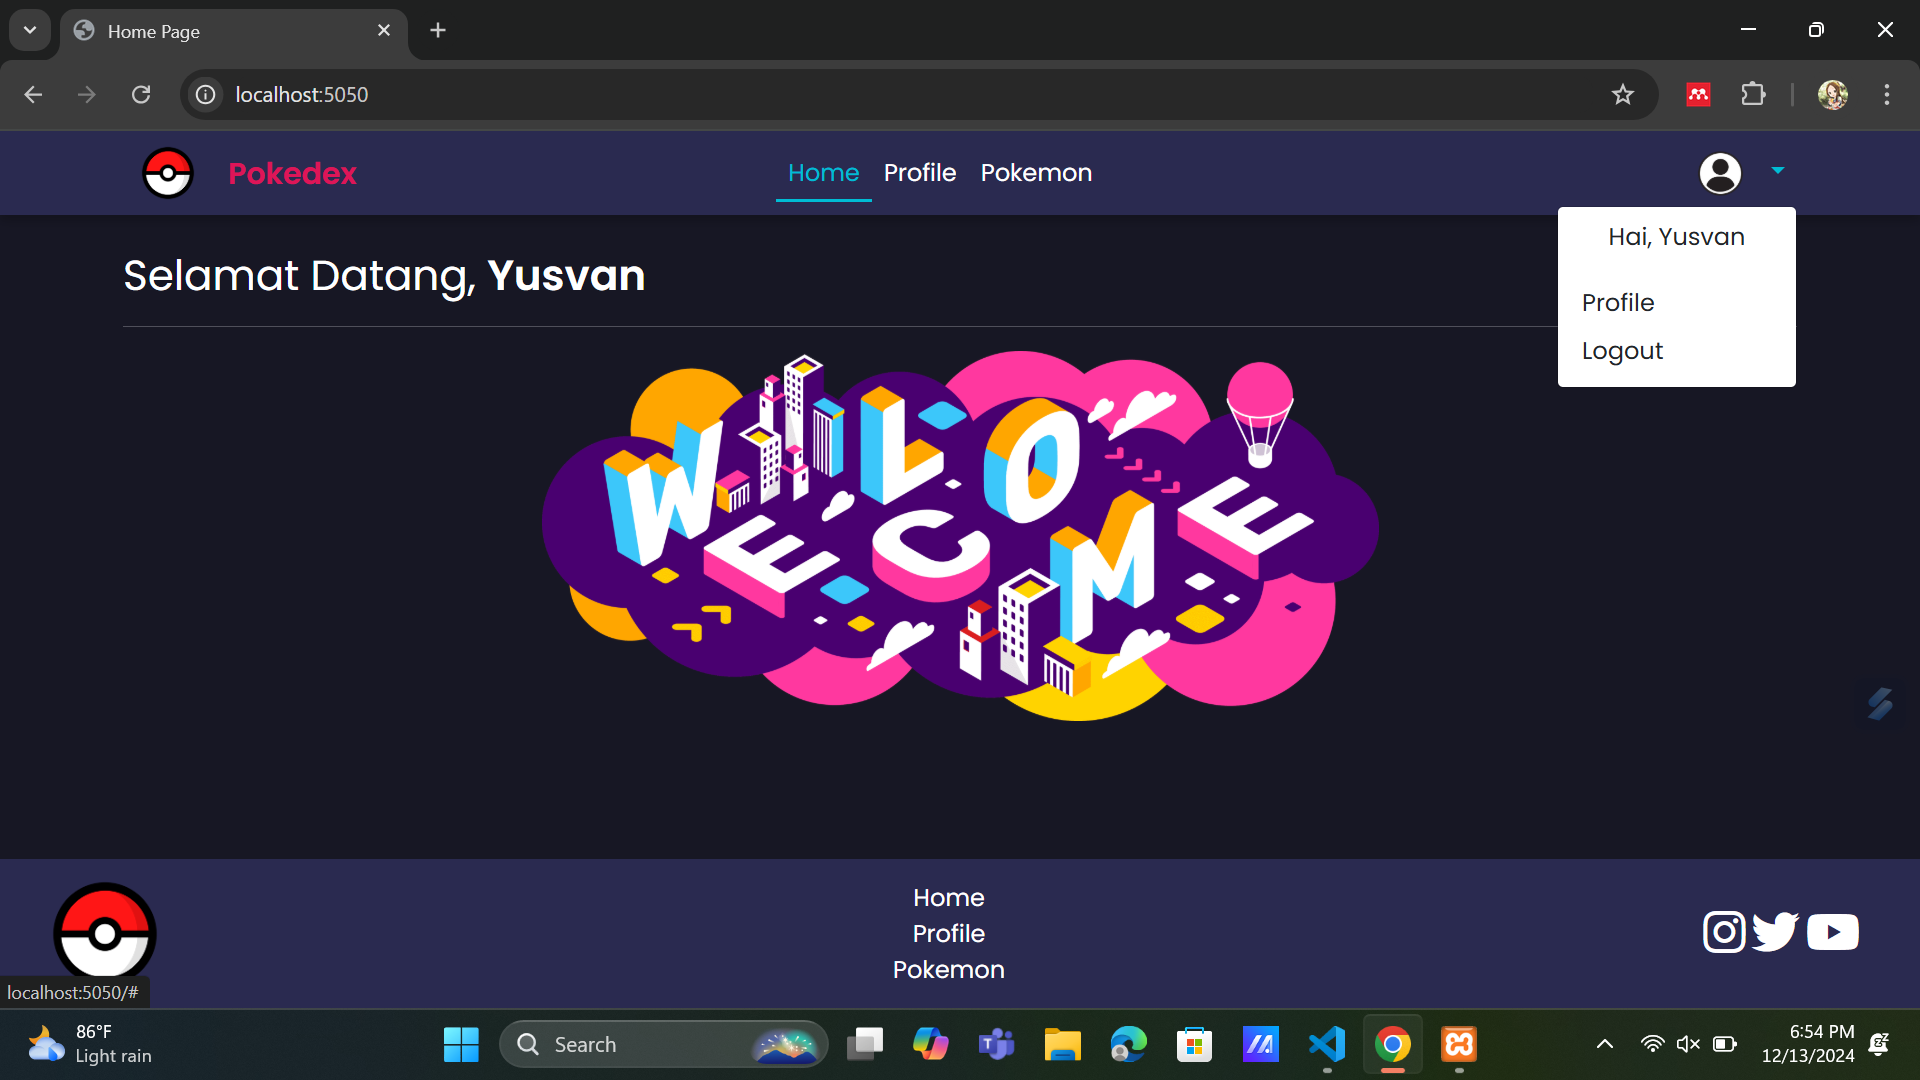 Home Page
localhost:5050
Pokedex
Home Profile Pokemon
Hai, Yusvan
Selamat Datang, Yusvan
Profile
Logout
WELCOME
Home
Profile
Pokemon
localhost:5050/#
86°F
Light rain
Search
6:54 PM
12/13/2024